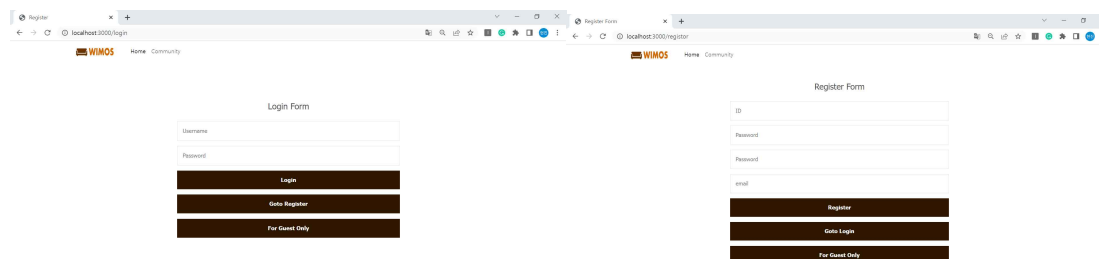 Register
localhost:3000/login
WIMOS Home Community
Login Form
Username
Password
Login
Goto Register
For Guest Only
Register Form
localhost:3000/registor
WIMOS Home Community
Register Form
ID
Password
Password
email
Register
Goto Login
For Guest Only